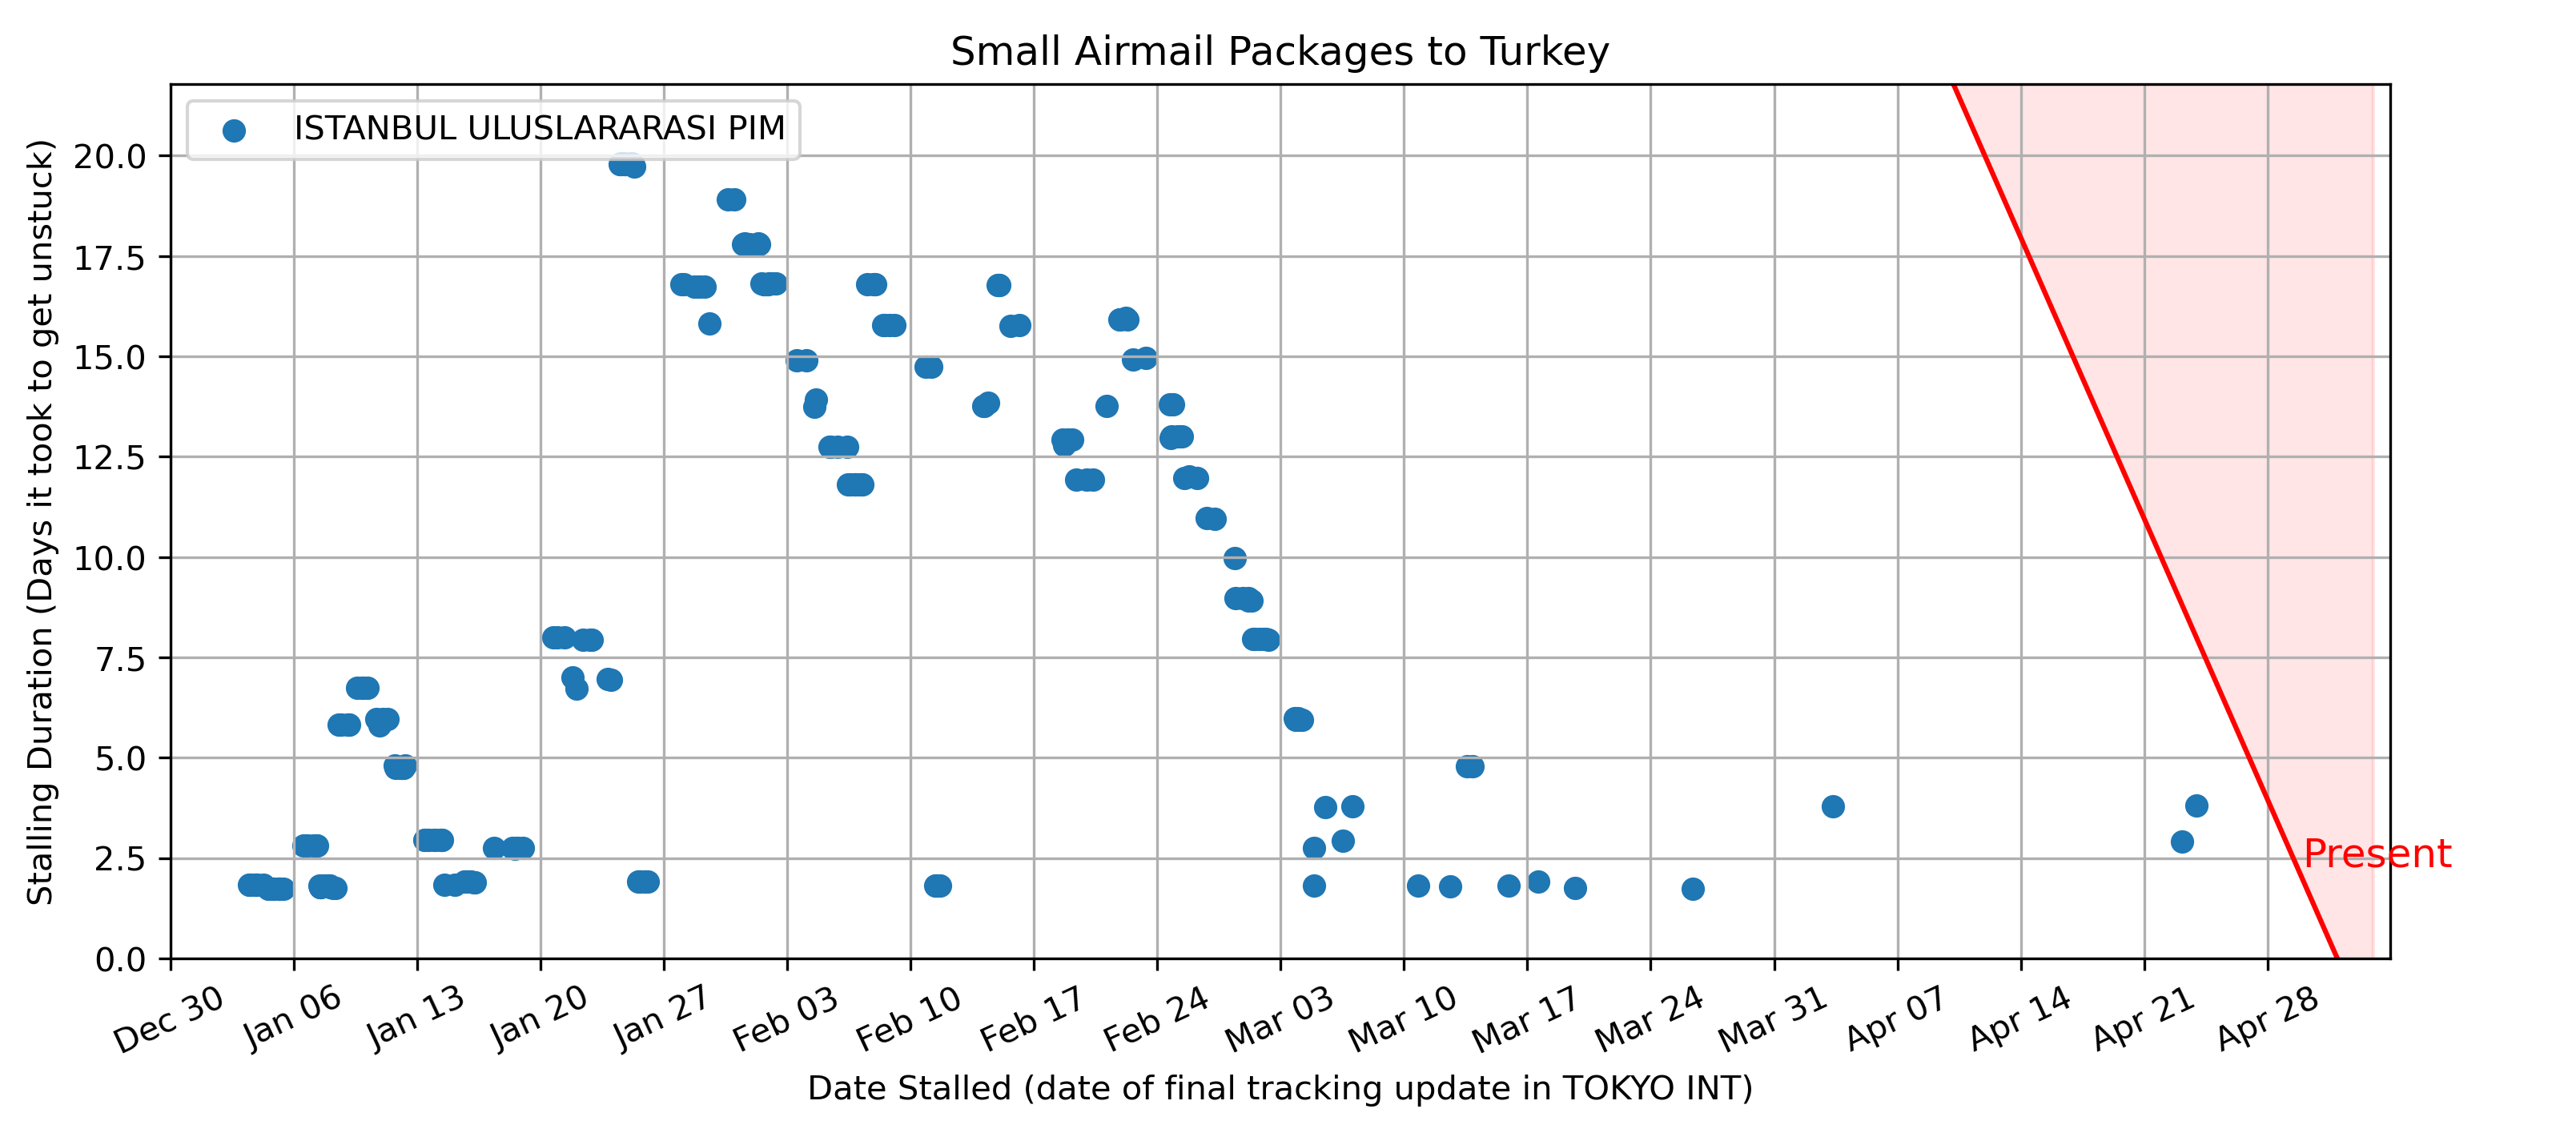 Small Airmail Packages to Turkey
ISTANBUL ULUSLARARASI PIM
Stalling Duration (Days it took to get unstuck)
20.0
17.5
15.0
12.5
10.0
7.5
5.0
2.5
0.0
Present
Dec 30
Jan 06
Jan 13
Jan 20
Jan 27
Feb 03
Feb 10
Feb 17
Feb 24
Mar 03
Mar 10
Mar 17
Mar 24
Mar 31
Apr 07
Apr 14
Apr 21
Apr 28
Date Stalled (date of final tracking update in TOKYO INT)